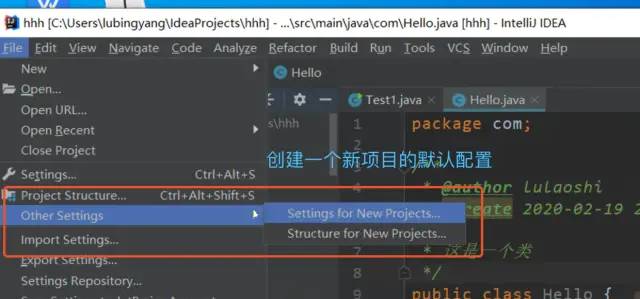 hhh [C:\Users\lubingyang\IdeaProjects\hhh] - ...\src\main\java\com\Hello.java [hhh] - IntelliJ IDEA
File Edit View Navigate Code Analyze Refactor Build Run Tools VCS Window Help
New
Open...
Open URL...
Open Recent
Close Project
Settings... Ctrl+Alt+S
Project Structure... Ctrl+Alt+Shift+S
Other Settings
Import Settings...
Export Settings...
Settings Repository...
Hello
s\hhh
Test1.java
Hello.java
创建一个新项目的默认配置
Settings for New Projects...
Structure for New Projects...
1 package com;
2
3
4 * @author lulaoshi
2020-02-19 2
* 这是一个类
8 */
9 public class Hello {